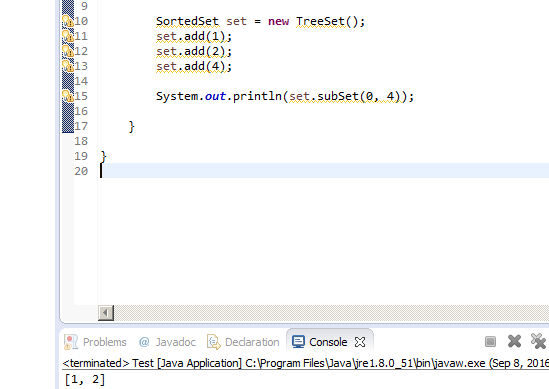 9
10 SortedSet set = new TreeSet();
11 set.add(1);
12 set.add(2);
13 set.add(4);
14
15 System.out.println(set.subSet(0, 4));
16
17 }
18
19 }
20
Problems @ Javadoc Declaration Console
<terminated> Test [Java Application] C:\Program Files\Java\jre1.8.0_51\bin\javaw.exe (Sep 8, 2016
[1, 2]